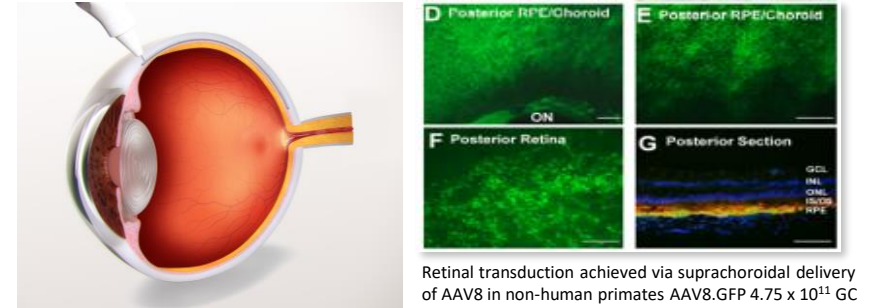 D Posterior RPE/Choroid
E Posterior RPE/Choroid
ON
F Posterior Retina
G Posterior Section
GCL
INL
ONL
IS/OS
RPE
Retinal transduction achieved via suprachoroidal delivery
of AAV8 in non-human primates AAV8.GFP 4.75 x 10¹¹ GC